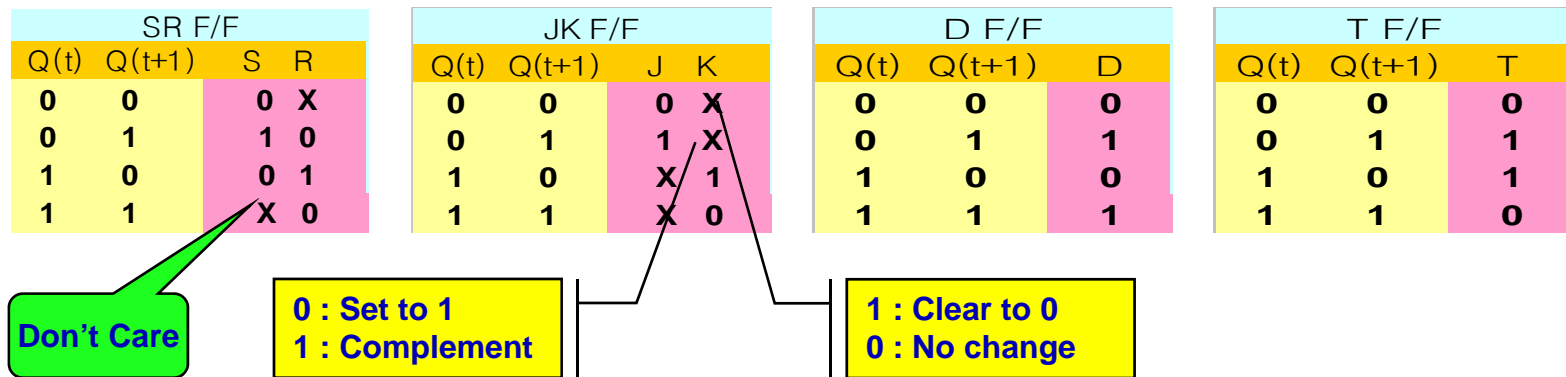 SR F/F
Q(t) Q(t+1) S R
0 0 0 X
0 1 1 0
1 0 0 1
1 1 X 0
JK F/F
Q(t) Q(t+1) J K
0 0 0 X
0 1 1 X
1 0 X 1
1 1 X 0
D F/F
Q(t) Q(t+1) D
0 0 0
0 1 1
1 0 0
1 1 1
T F/F
Q(t) Q(t+1) T
0 0 0
0 1 1
1 0 1
1 1 0
Don't Care
0 : Set to 1
1 : Complement
1 : Clear to 0
0 : No change